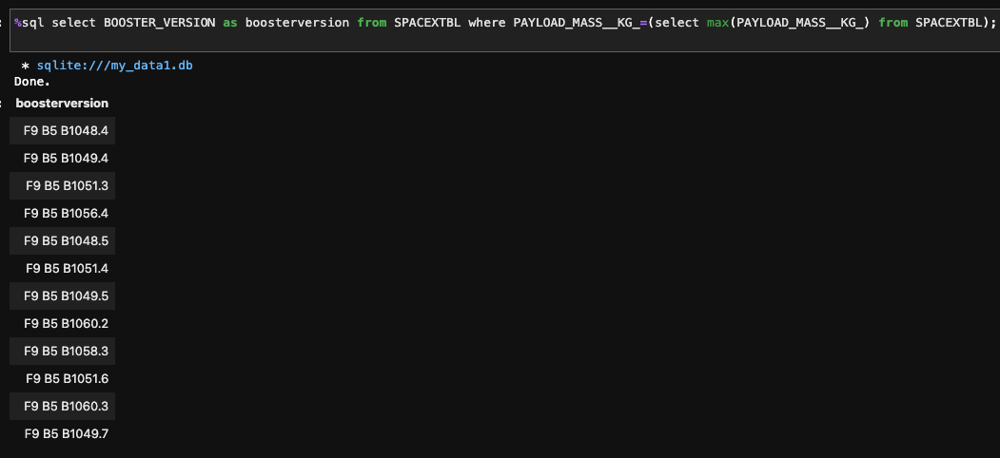 %sql select BOOSTER_VERSION as boosterversion from SPACEXTBL where PAYLOAD_MASS__KG_=(select max(PAYLOAD_MASS__KG_) from SPACEXTBL);
* sqlite:///my_data1.db
Done.
boosterversion
F9 B5 B1048.4
F9 B5 B1049.4
F9 B5 B1051.3
F9 B5 B1056.4
F9 B5 B1048.5
F9 B5 B1051.4
F9 B5 B1049.5
F9 B5 B1060.2
F9 B5 B1058.3
F9 B5 B1051.6
F9 B5 B1060.3
F9 B5 B1049.7